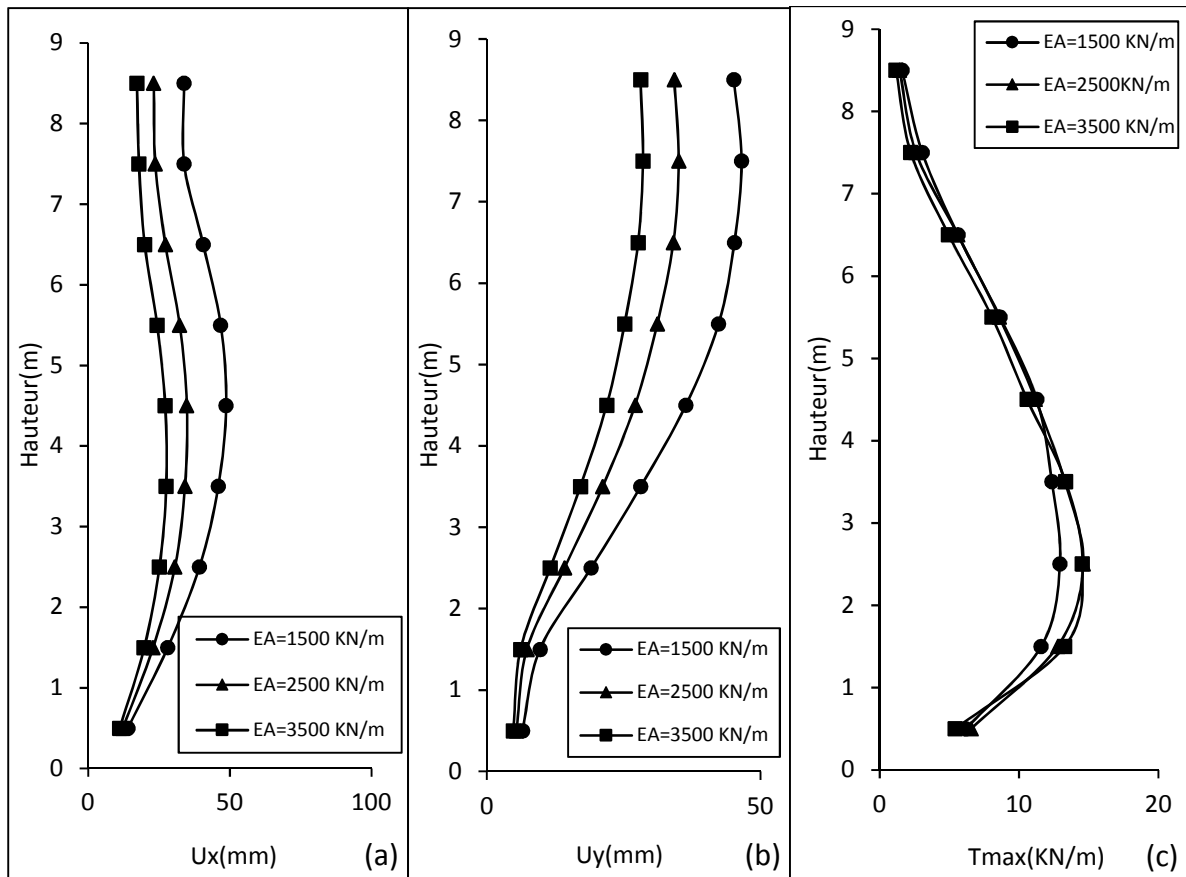 9
8
7
6
5
4
3
2
1
0
Hauteur(m)
0 50 100
Ux(mm)
(a)
EA=1500 KN/m
EA=2500 KN/m
EA=3500 KN/m
9
8
7
6
5
4
3
2
1
0
Hauteur(m)
0 50
Uy(mm)
(b)
EA=1500 KN/m
EA=2500 KN/m
EA=3500 KN/m
9
8
7
6
5
4
3
2
1
0
Hauteur(m)
0 10 20
Tmax(KN/m)
(c)
EA=1500 KN/m
EA=2500KN/m
EA=3500 KN/m